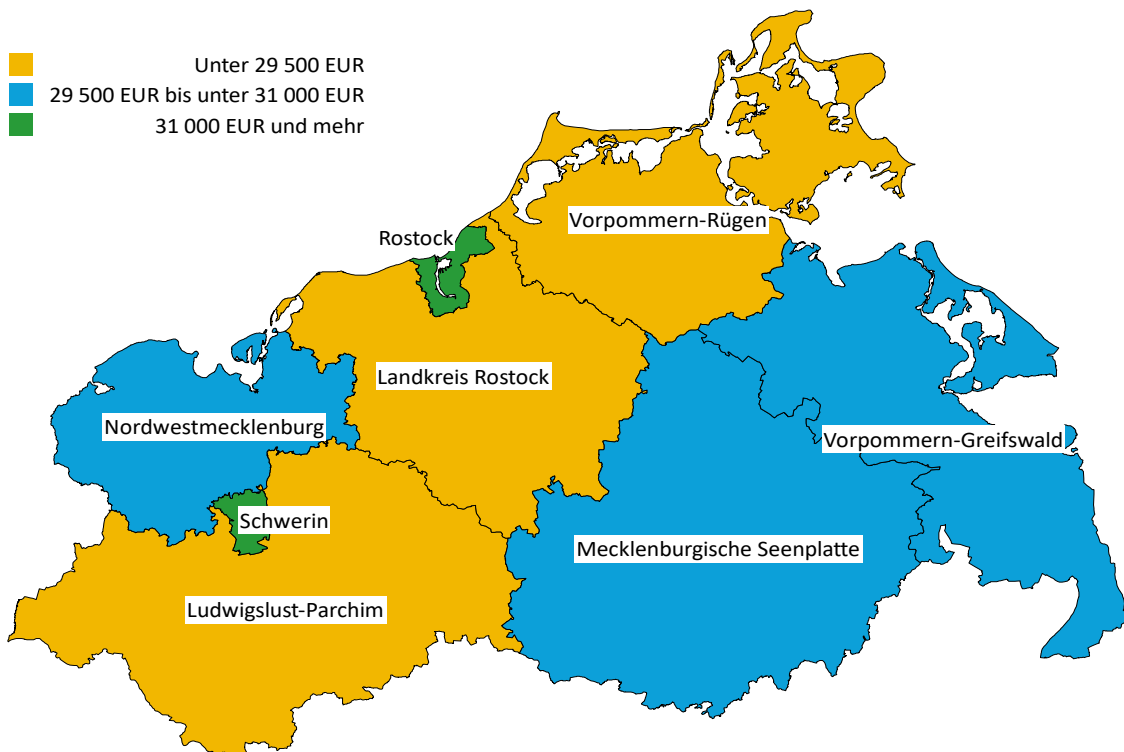 Unter 29 500 EUR
29 500 EUR bis unter 31 000 EUR
31 000 EUR und mehr
Vorpommern-Rügen
Rostock
Landkreis Rostock
Nordwestmecklenburg
Vorpommern-Greifswald
Schwerin
Mecklenburgische Seenplatte
Ludwigslust-Parchim